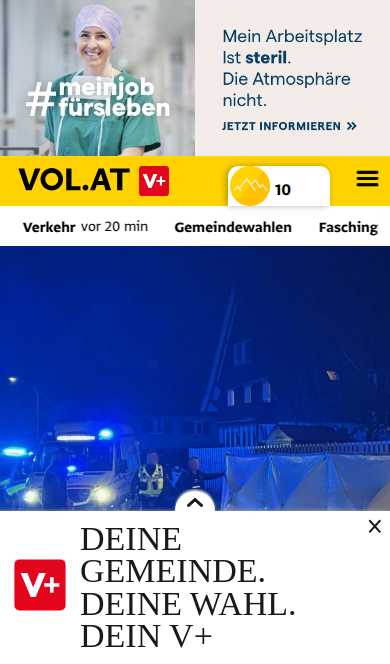 #meinjob
fürsleben
Mein Arbeitsplatz
Ist steril.
Die Atmosphäre
nicht.
JETZT INFORMIEREN
VOL.AT V+
10
Verkehr vor 20 min Gemeindewahlen Fasching
V+
DEINE
GEMEINDE.
DEINE WAHL.
DEIN V+